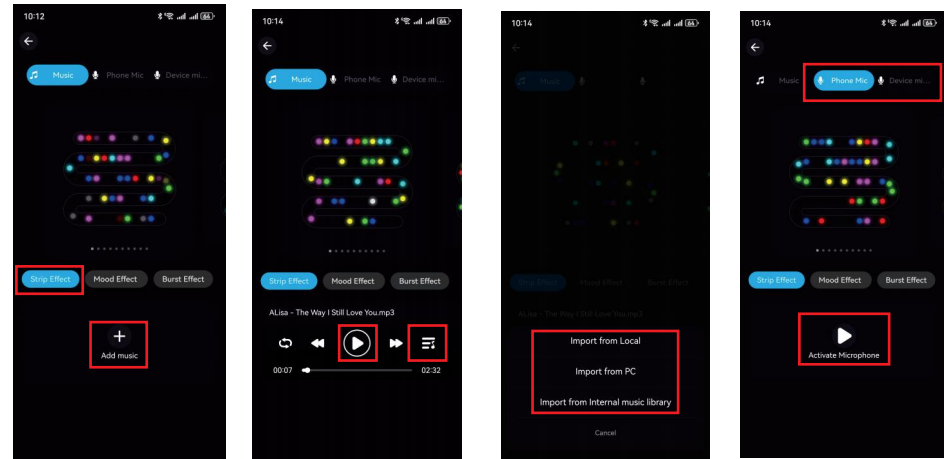 10:12
66
Music
Phone Mic
Device mi...
Strip Effect
Mood Effect
Burst Effect
Add music
10:14
66
Music
Phone Mic
Device mi...
Strip Effect
Mood Effect
Burst Effect
ALisa - The Way I Still Love You.mp3
00:07
02:32
10:14
66
Music
Strip Effect
Mood Effect
Burst Effect
ALisa - The Way I Still Love You.mp3
Import from Local
Import from PC
Import from Internal music library
Cancel
10:14
66
Music
Phone Mic
Device mi...
Strip Effect
Mood Effect
Burst Effect
Activate Microphone